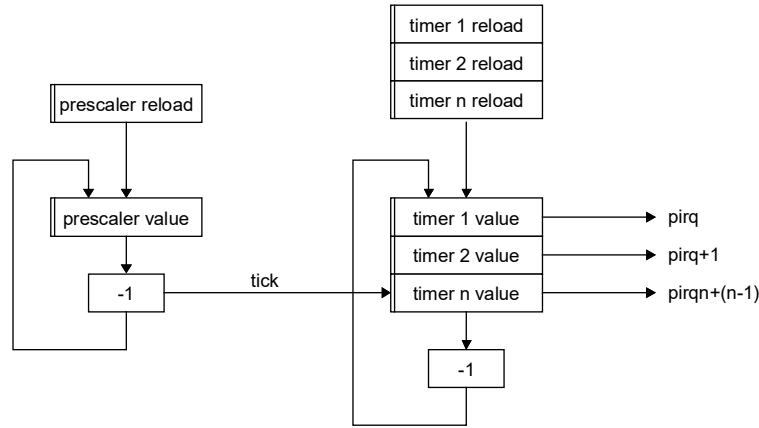 timer 1 reload
timer 2 reload
timer n reload
prescaler reload
prescaler value
-1
tick
timer 1 value
timer 2 value
timer n value
-1
pirq
pirq+1
pirqn+(n-1)